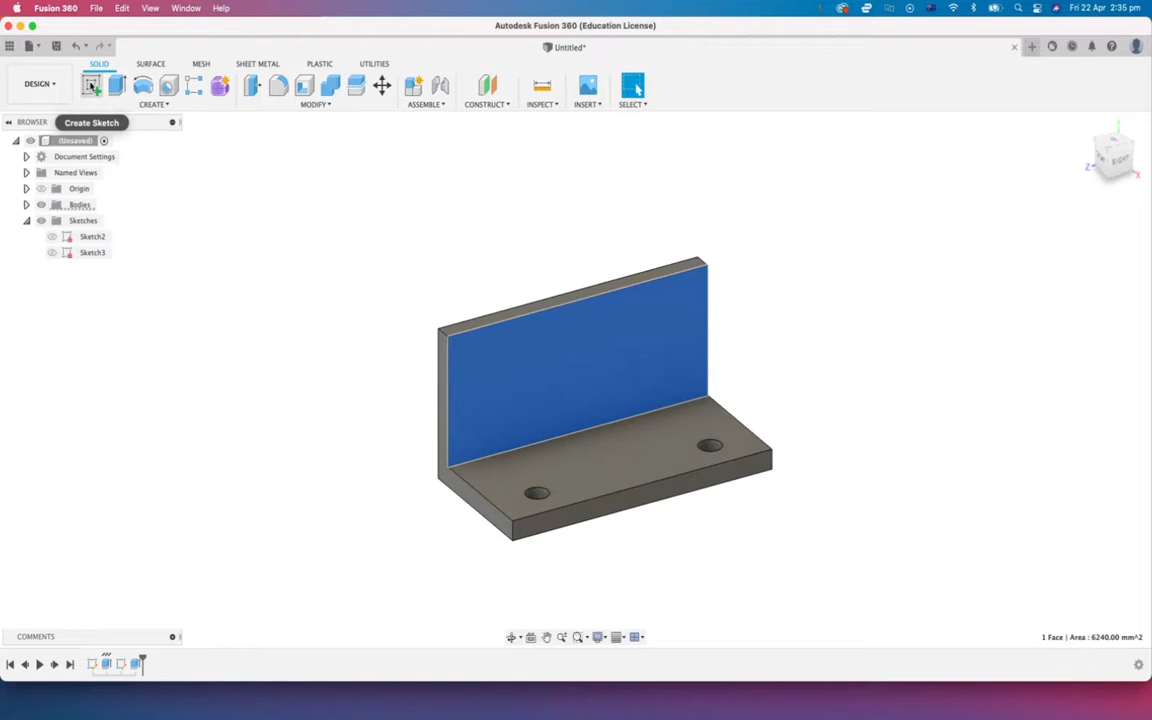 Fusion 360 File Edit View Window Help
Fri 22 Apr 2:35 pm
Autodesk Fusion 360 (Education License)
Untitled*
SOLID SURFACE MESH SHEET METAL PLASTIC UTILITIES
DESIGN
CREATE MODIFY ASSEMBLE CONSTRUCT INSPECT INSERT SELECT
BROWSER
Create Sketch
(Unsaved)
Document Settings
Named Views
Origin
Bodies
Sketches
Sketch2
Sketch3
Y
RIGHT
Z
X
COMMENTS
1 Face | Area : 6240.00 mm^2